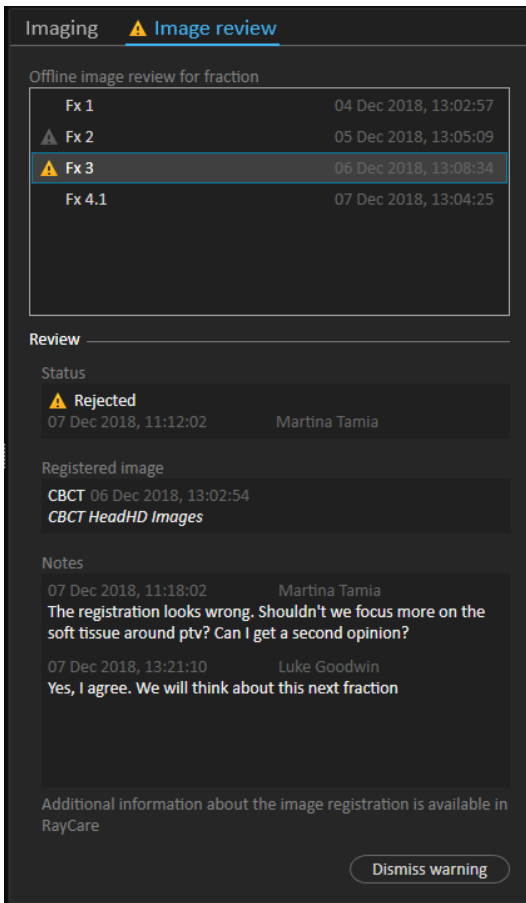 Imaging Image review
Offline image review for fraction
Fx 1 04 Dec 2018, 13:02:57
Fx 2 05 Dec 2018, 13:05:09
Fx 3 06 Dec 2018, 13:08:34
Fx 4.1 07 Dec 2018, 13:04:25
Review
Status
Rejected
07 Dec 2018, 11:12:02 Martina Tamia
Registered image
CBCT 06 Dec 2018, 13:02:54
CBCT HeadHD Images
Notes
07 Dec 2018, 11:18:02 Martina Tamia
The registration looks wrong. Shouldn't we focus more on the
soft tissue around ptv? Can I get a second opinion?
07 Dec 2018, 13:21:10 Luke Goodwin
Yes, I agree. We will think about this next fraction
Additional information about the image registration is available in
RayCare
Dismiss warning